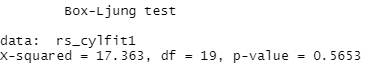 Box-Ljung test
data:  rs_cylfit1
X-squared = 17.363, df = 19, p-value = 0.5653